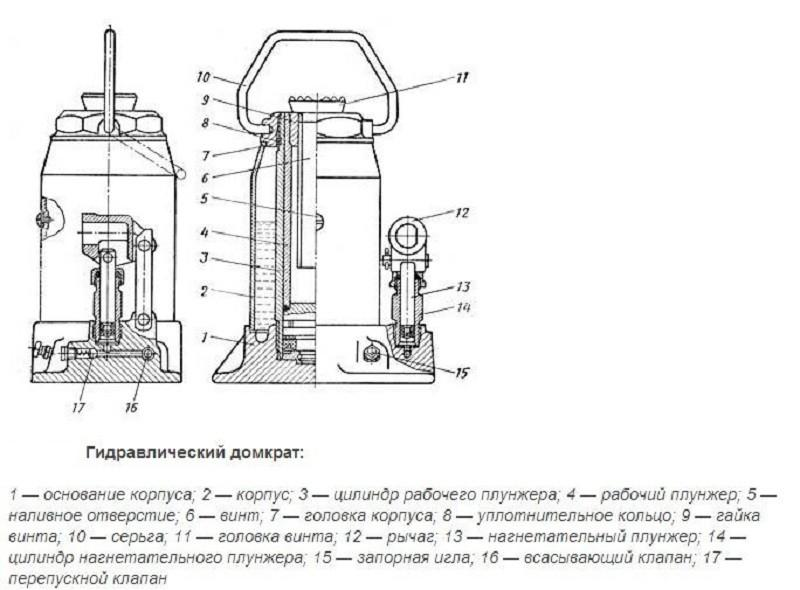 10
11
9
8
7
6
5
12
4
3
13
2
14
1
15
17
16
Гидравлический домкрат:
1 — основание корпуса; 2 — корпус; 3 — цилиндр рабочего плунжера; 4 — рабочий плунжер; 5 —
наливное отверстие; 6 — винт; 7 — головка корпуса; 8 — уплотнительное кольцо; 9 — гайка
винта; 10 — серьга; 11 — головка винта; 12 — рычаг; 13 — нагнетательный плунжер; 14 —
цилиндр нагнетательного плунжера; 15 — запорная игла; 16 — всасывающий клапан; 17 —
перепускной клапан